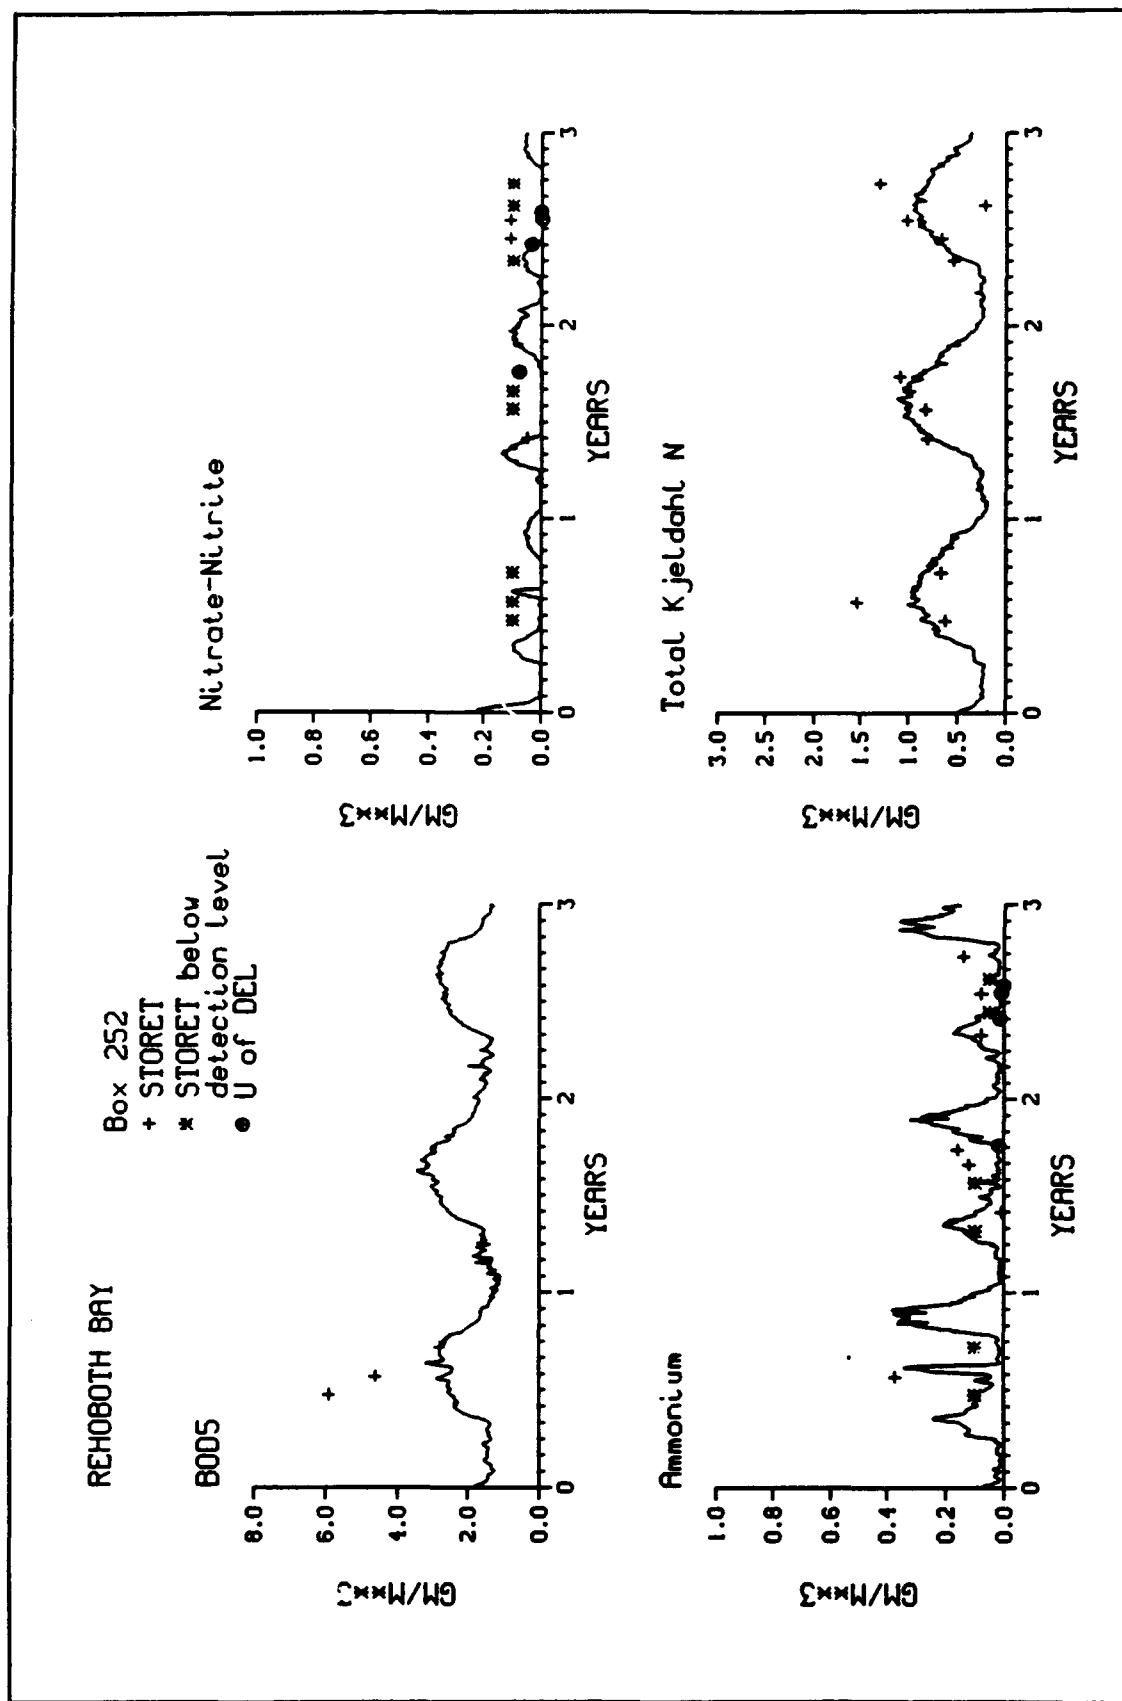 REHOBOTH BAY
Box 252
+ STORET
* STORET below
detection level
● U of DEL
BOD5
GM/M**3
8.0
6.0
4.0
2.0
0.0
0 1 2 3
YEARS
Nitrate-Nitrite
GM/M**3
1.0
0.8
0.6
0.4
0.2
0.0
0 1 2 3
YEARS
Ammonium
GM/M**3
1.0
0.8
0.6
0.4
0.2
0.0
0 1 2 3
YEARS
Total Kjeldahl N
GM/M**3
3.0
2.5
2.0
1.5
1.0
0.5
0.0
0 1 2 3
YEARS